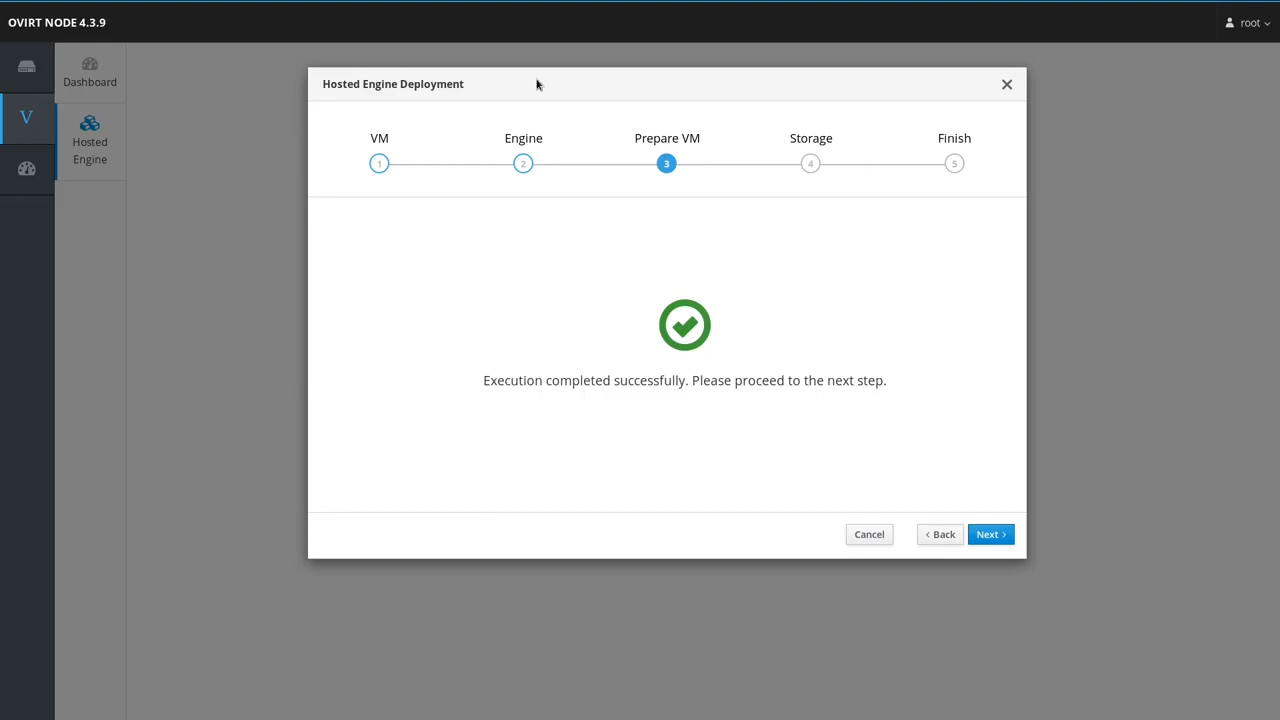 OVIRT NODE 4.3.9
root
Dashboard
V
Hosted
Engine
Hosted Engine Deployment
VM
Engine
Prepare VM
Storage
Finish
1
2
3
4
5
Execution completed successfully. Please proceed to the next step.
Cancel
Back
Next